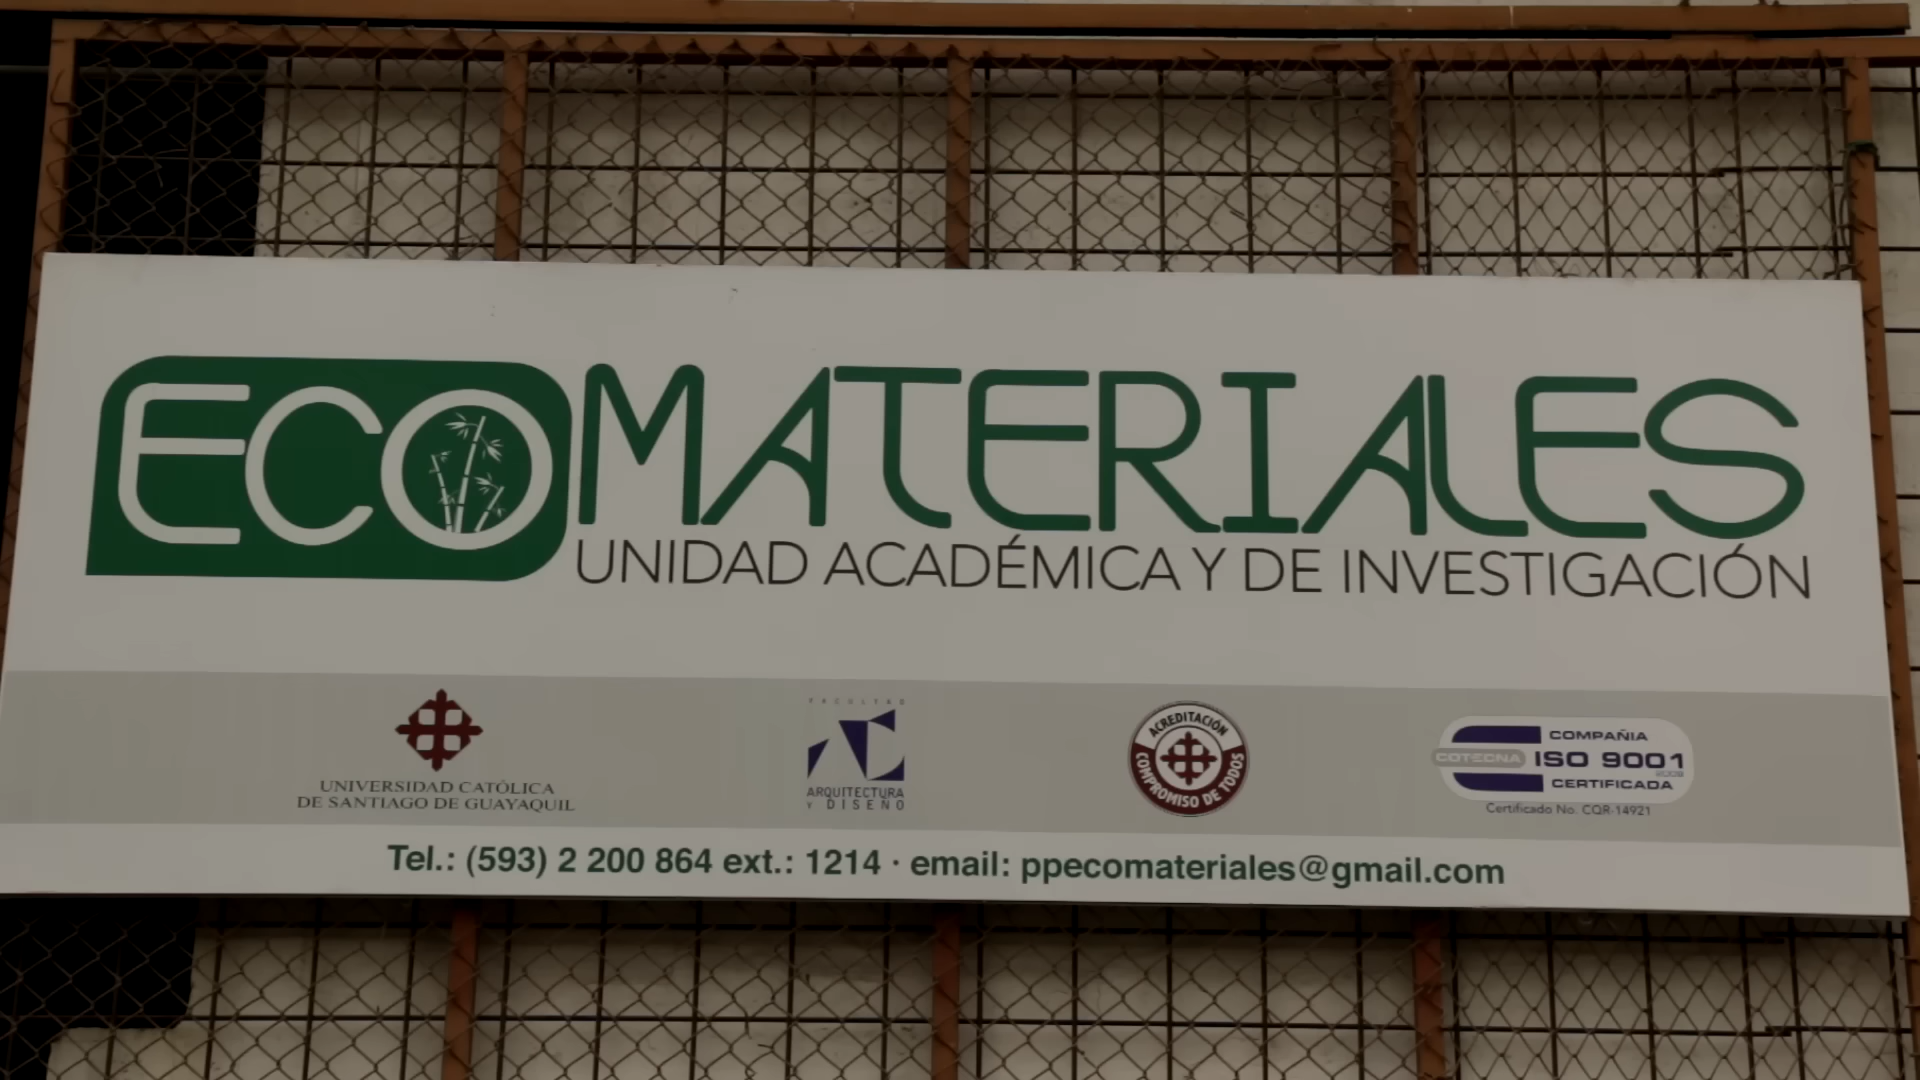 ECOMATERIALES
UNIDAD ACADÉMICA Y DE INVESTIGACIÓN
UNIVERSIDAD CATÓLICA
DE SANTIAGO DE GUAYAQUIL
FACULTAD
ARQUITECTURA
Y DISEÑO
ACREDITACIÓN
COMPROMISO DE TODOS
COMPAÑIA
COTECNA ISO 9001
2008
CERTIFICADA
Certificado No. CQR-14921
Tel.: (593) 2 200 864 ext.: 1214 · email: ppecomateriales@gmail.com